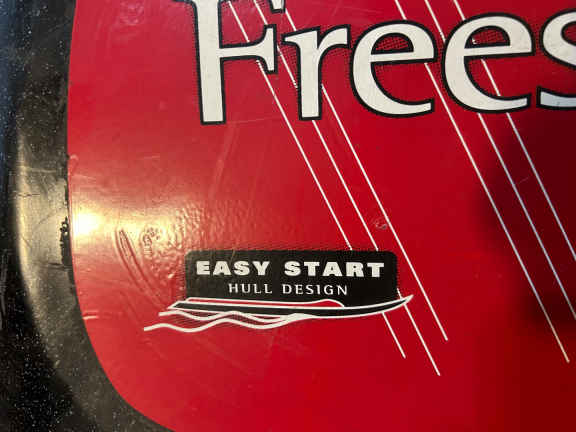 Frees
EASY START
HULL DESIGN